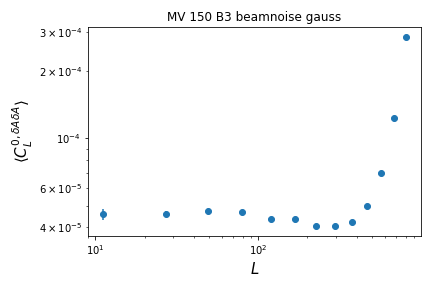 MV 150 B3 beamnoise gauss
3 × 10⁻⁴
2 × 10⁻⁴
10⁻⁴
6 × 10⁻⁵
4 × 10⁻⁵
⟨C_L^{0, δAδA}⟩
10¹ 10²
L